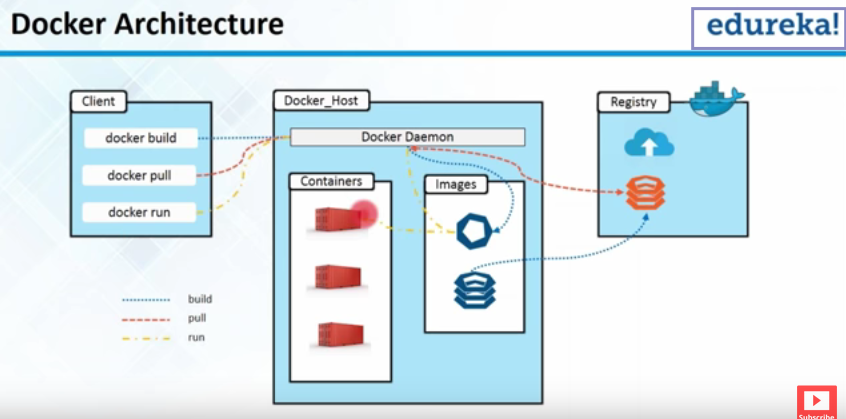 Docker Architecture
edureka!
Client
docker build
docker pull
docker run
Docker_Host
Docker Daemon
Containers
Images
Registry
build
pull
run
Subscribe